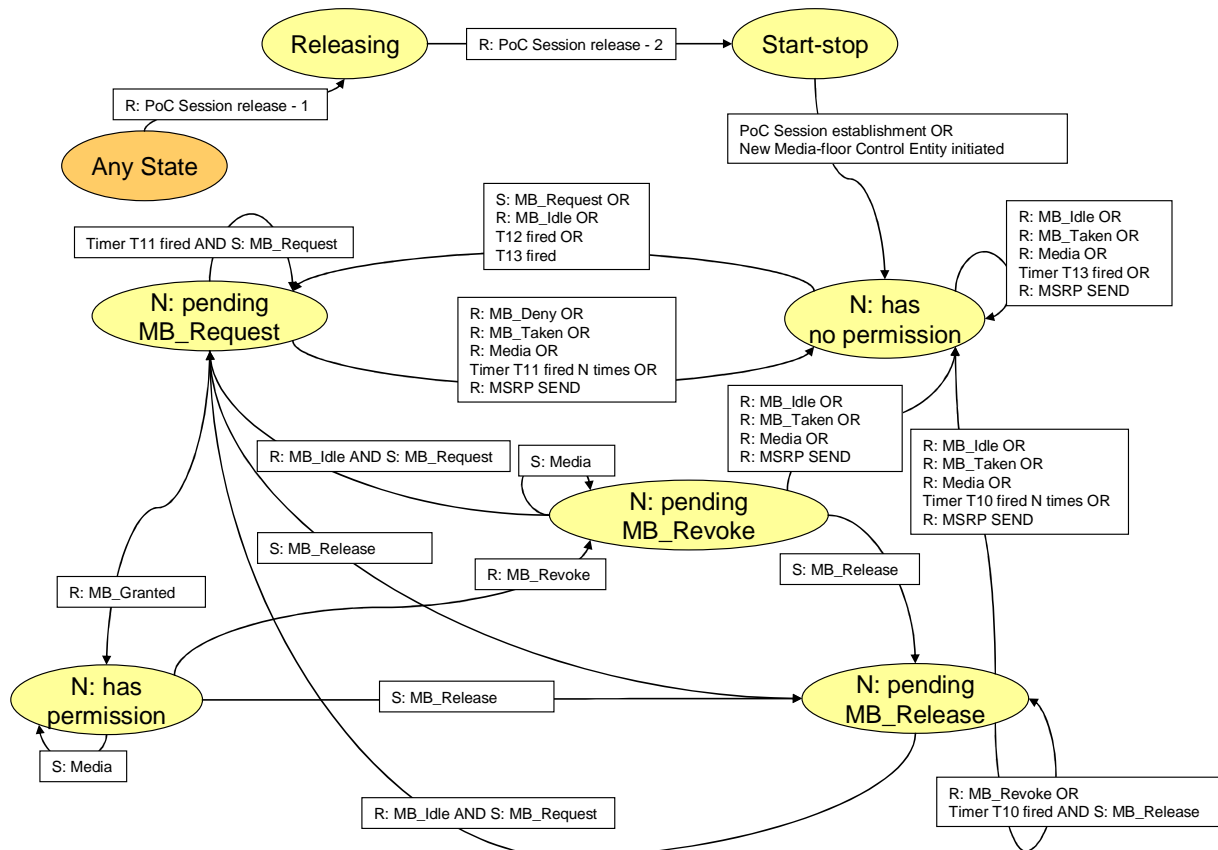 Releasing
R: PoC Session release - 2
Start-stop
R: PoC Session release - 1
Any State
PoC Session establishment OR
New Media-floor Control Entity initiated
S: MB_Request OR
R: MB_Idle OR
T12 fired OR
T13 fired
R: MB_Idle OR
R: MB_Taken OR
R: Media OR
Timer T13 fired OR
R: MSRP SEND
Timer T11 fired AND S: MB_Request
N: pending
MB_Request
N: has
no permission
R: MB_Deny OR
R: MB_Taken OR
R: Media OR
Timer T11 fired N times OR
R: MSRP SEND
R: MB_Idle OR
R: MB_Taken OR
R: Media OR
R: MSRP SEND
R: MB_Idle OR
R: MB_Taken OR
R: Media OR
Timer T10 fired N times OR
R: MSRP SEND
R: MB_Idle AND S: MB_Request
S: Media
N: pending
MB_Revoke
S: MB_Release
R: MB_Revoke
S: MB_Release
R: MB_Granted
N: has
permission
S: MB_Release
N: pending
MB_Release
S: Media
R: MB_Idle AND S: MB_Request
R: MB_Revoke OR
Timer T10 fired AND S: MB_Release